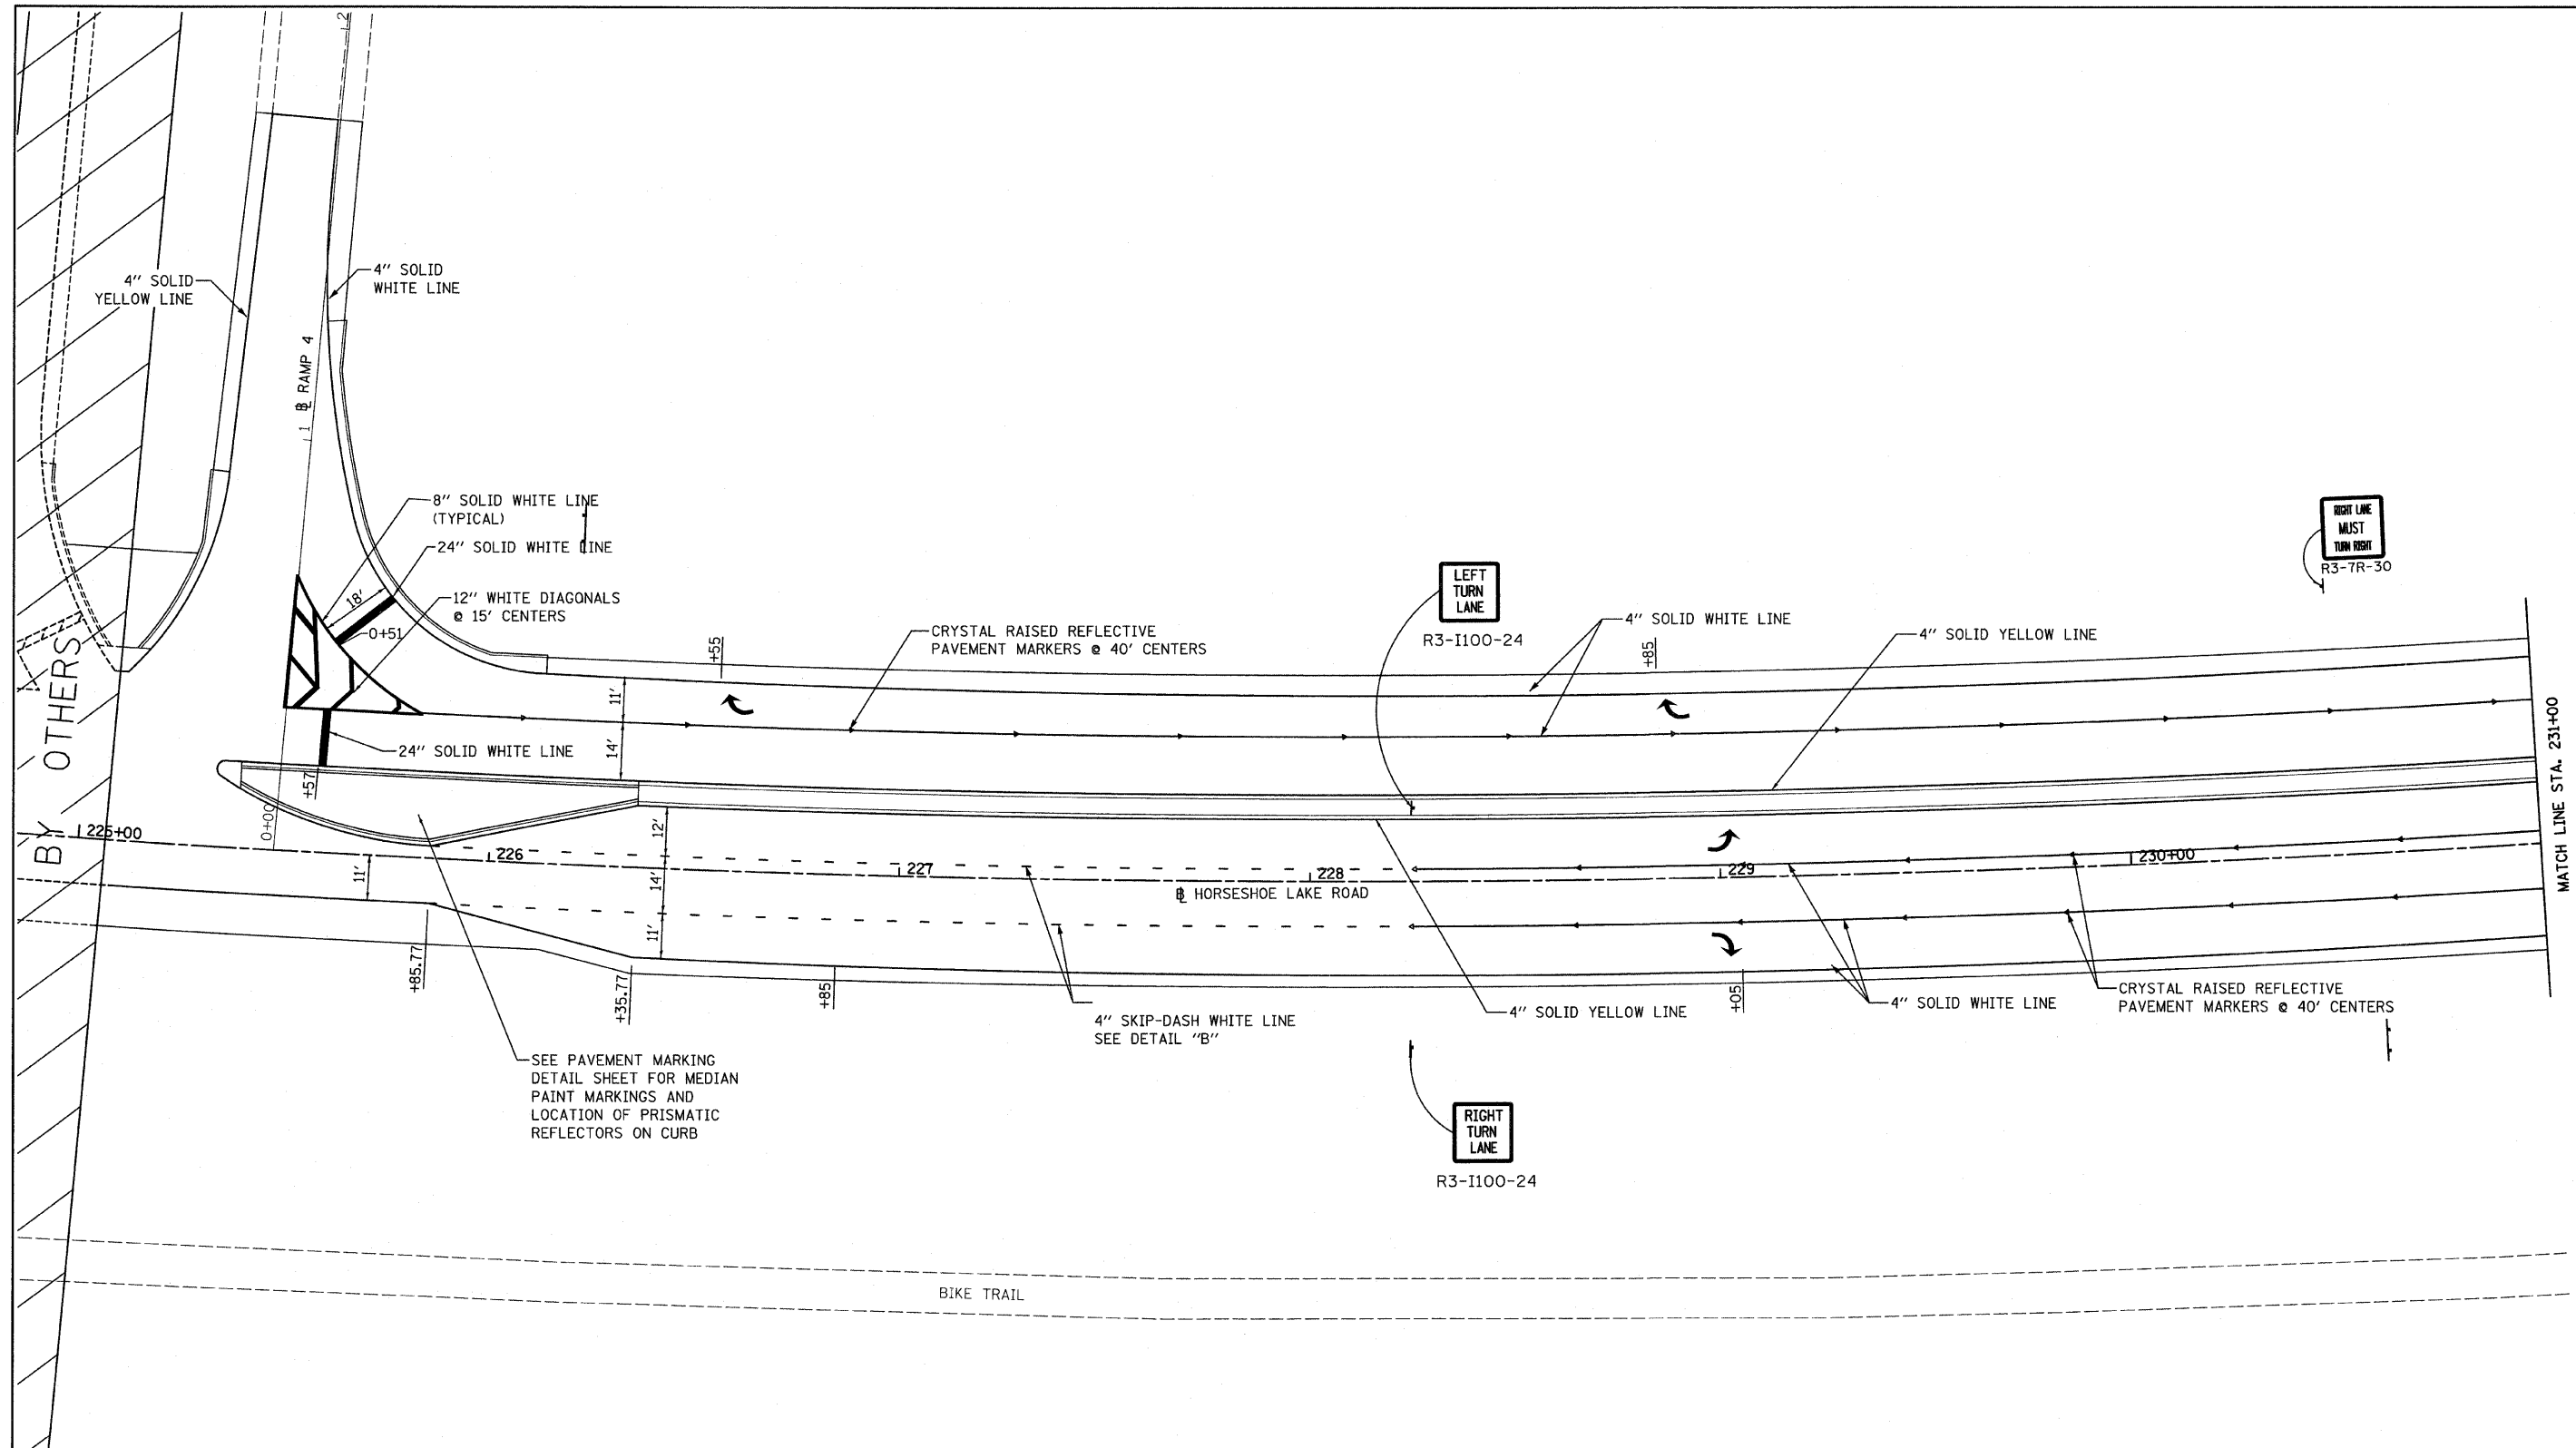 2
4" SOLID
YELLOW LINE
4" SOLID
WHITE LINE
℄ RAMP 4
1
8" SOLID WHITE LINE
(TYPICAL)
24" SOLID WHITE LINE
18'
0+51
12" WHITE DIAGONALS
@ 15' CENTERS
24" SOLID WHITE LINE
+57
0+00
BY OTHERS
225+00
226
227
228
229
230+00
+55
CRYSTAL RAISED REFLECTIVE
PAVEMENT MARKERS @ 40' CENTERS
11'
14'
LEFT
TURN
LANE
R3-I100-24
4" SOLID WHITE LINE
+85
4" SOLID YELLOW LINE
RIGHT LANE
MUST
TURN RIGHT
R3-7R-30
MATCH LINE STA. 231+00
11'
12'
14'
11'
℄ HORSESHOE LAKE ROAD
+85.77
+35.77
+85
+05
4" SKIP-DASH WHITE LINE
SEE DETAIL "B"
4" SOLID YELLOW LINE
4" SOLID WHITE LINE
CRYSTAL RAISED REFLECTIVE
PAVEMENT MARKERS @ 40' CENTERS
SEE PAVEMENT MARKING
DETAIL SHEET FOR MEDIAN
PAINT MARKINGS AND
LOCATION OF PRISMATIC
REFLECTORS ON CURB
RIGHT
TURN
LANE
R3-I100-24
BIKE TRAIL